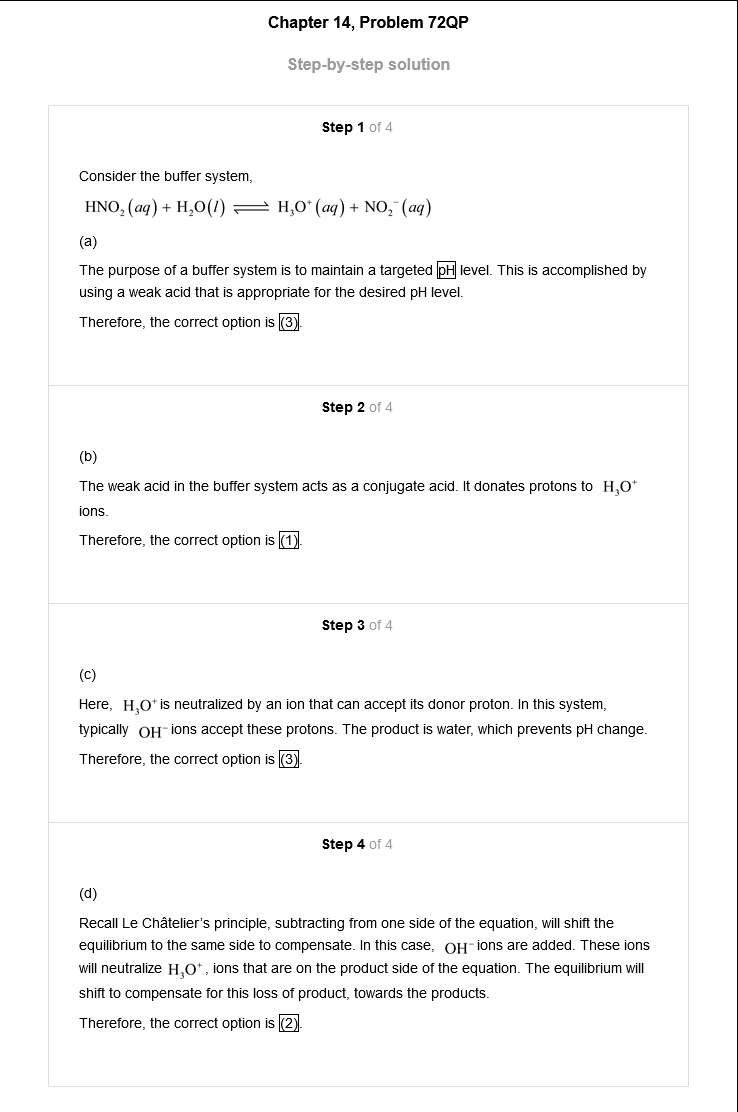 Chapter 14, Problem 72QP
Step-by-step solution
Step 1 of 4
Consider the buffer system,
HNO₂(aq) + H₂O(l) ⇌ H₃O⁺(aq) + NO₂⁻(aq)
(a)
The purpose of a buffer system is to maintain a targeted pH level. This is accomplished by
using a weak acid that is appropriate for the desired pH level.
Therefore, the correct option is (3).
Step 2 of 4
(b)
The weak acid in the buffer system acts as a conjugate acid. It donates protons to H₃O⁺
ions.
Therefore, the correct option is (1).
Step 3 of 4
(c)
Here, H₃O⁺ is neutralized by an ion that can accept its donor proton. In this system,
typically OH⁻ ions accept these protons. The product is water, which prevents pH change.
Therefore, the correct option is (3).
Step 4 of 4
(d)
Recall Le Châtelier's principle, subtracting from one side of the equation, will shift the
equilibrium to the same side to compensate. In this case, OH⁻ ions are added. These ions
will neutralize H₃O⁺, ions that are on the product side of the equation. The equilibrium will
shift to compensate for this loss of product, towards the products.
Therefore, the correct option is (2).